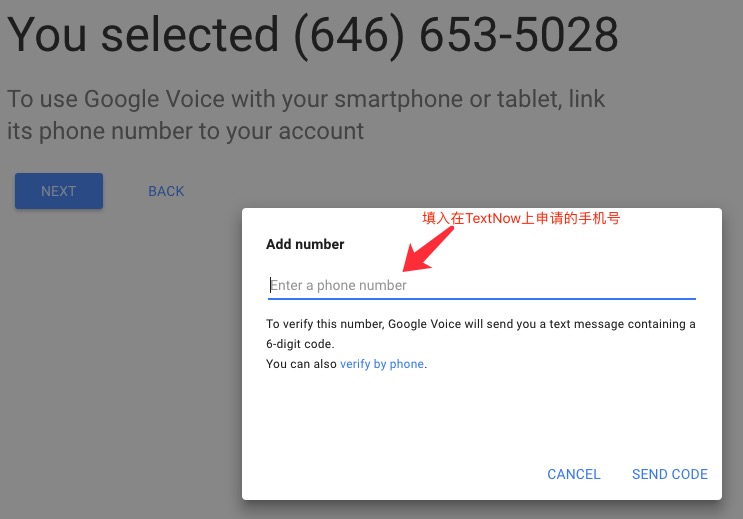 You selected (646) 653-5028
To use Google Voice with your smartphone or tablet, link
its phone number to your account
NEXT
BACK
填入在TextNow上申请的手机号
Add number
Enter a phone number
To verify this number, Google Voice will send you a text message containing a
6-digit code.
You can also verify by phone.
CANCEL
SEND CODE